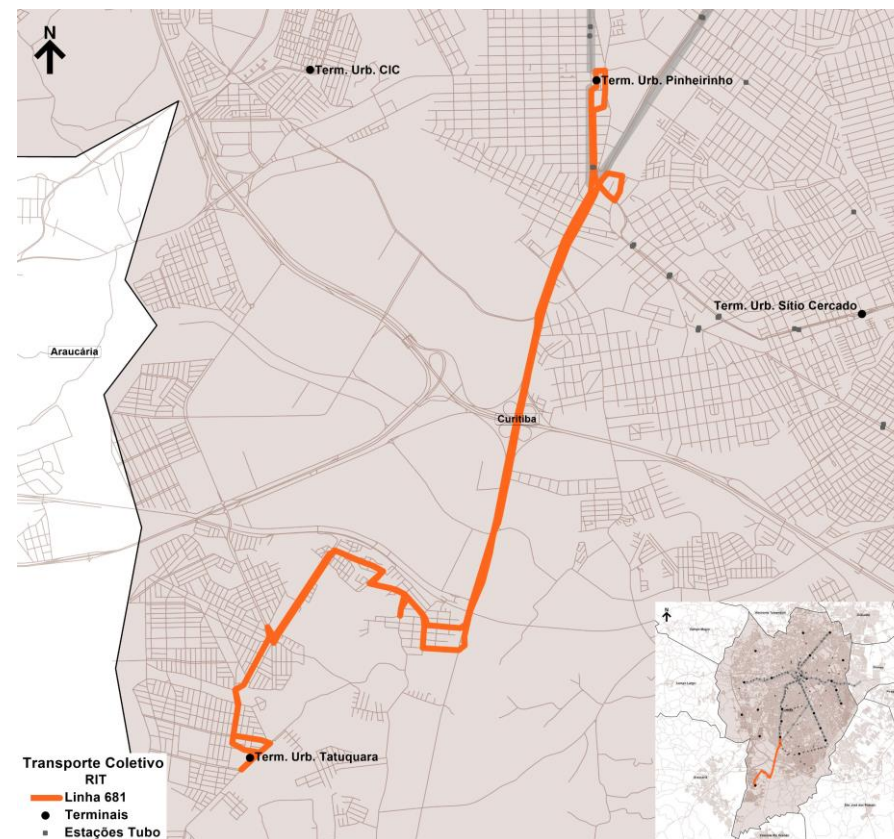 N
Term. Urb. CIC
Term. Urb. Pinheirinho
Term. Urb. Sítio Cercado
Araucária
Curitiba
Term. Urb. Tatuquara
Transporte Coletivo
RIT
Linha 681
Terminais
Estações Tubo
N